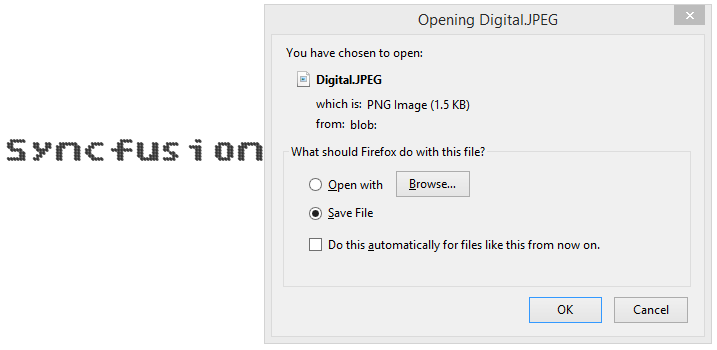 Syncfusion
Opening Digital.JPEG
You have chosen to open:
Digital.JPEG
which is: PNG Image (1.5 KB)
from: blob:
What should Firefox do with this file?
Open with Browse...
Save File
Do this automatically for files like this from now on.
OK Cancel